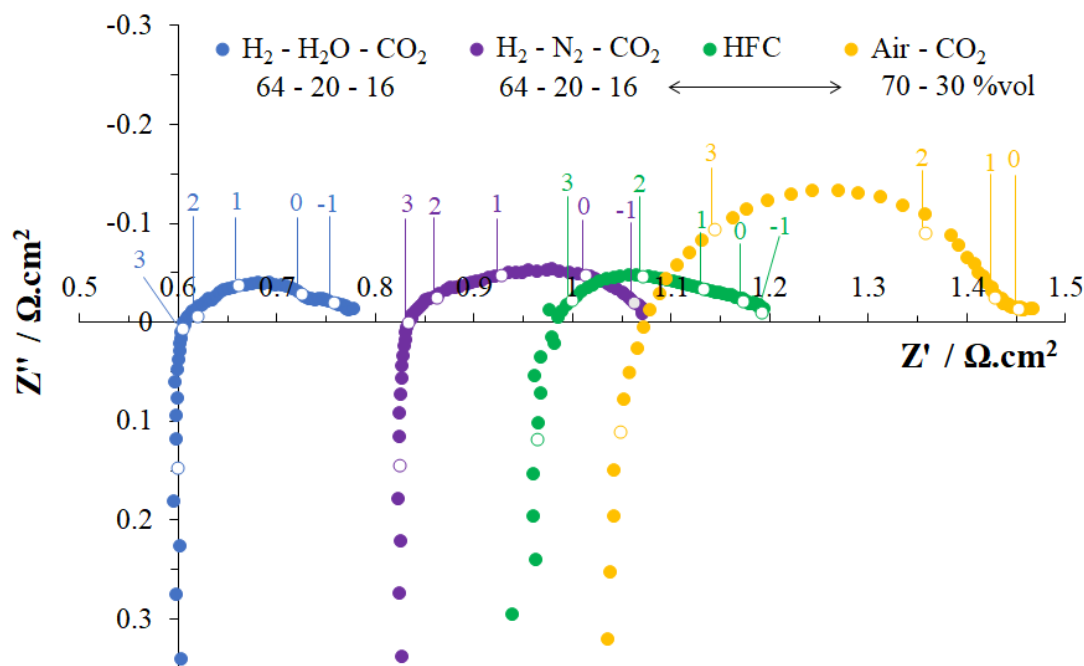 -0.3
H₂ - H₂O - CO₂ H₂ - N₂ - CO₂ HFC Air - CO₂
64 - 20 - 16 64 - 20 - 16 70 - 30 %vol
-0.2
3 2 1 0
3 2
2 1 0 -1 3 2 1 0 -1 1 0 -1
-0.1
3
0.5 0.6 0.7 0.8 0.9 1 1.1 1.2 1.3 1.4 1.5
0
Z' / Ω.cm²
Z'' / Ω.cm²
0.1
0.2
0.3